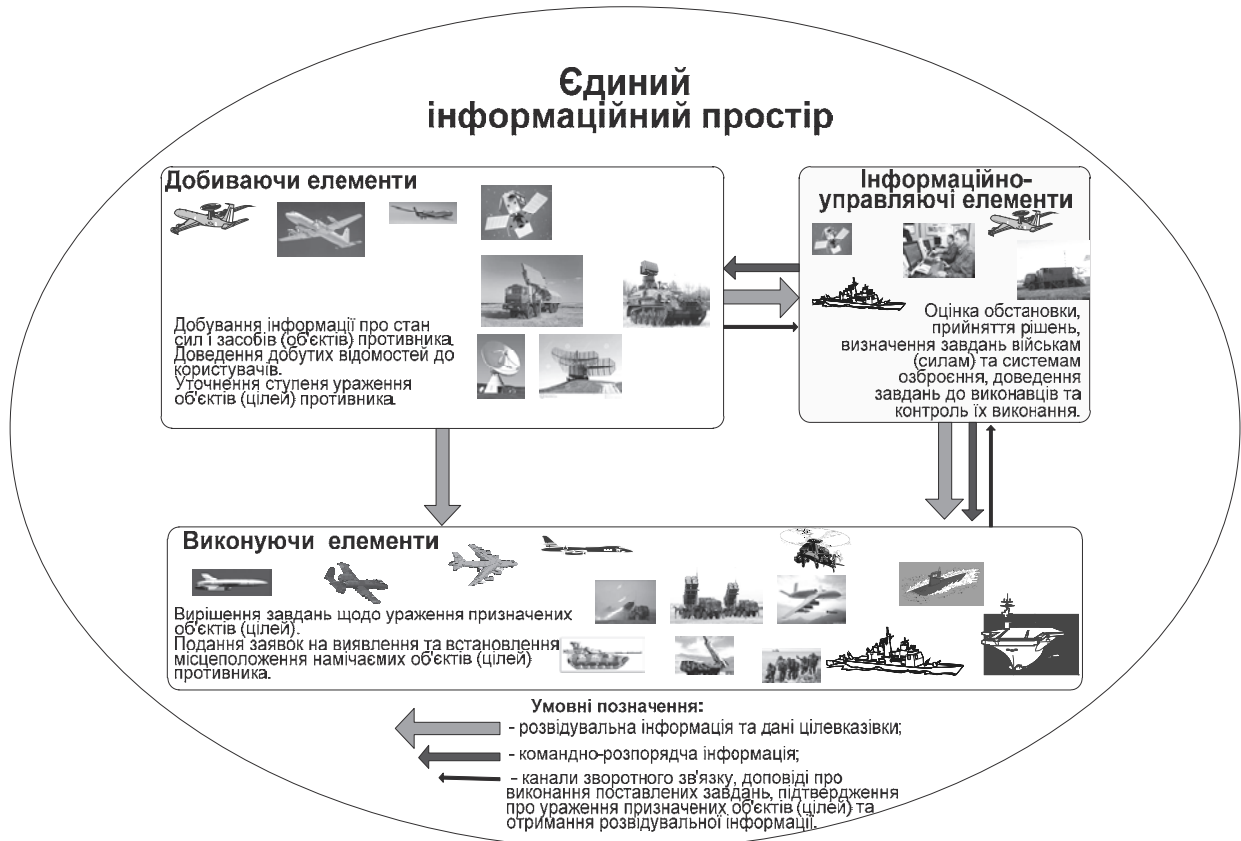 Єдиний
інформаційний простір
Добиваючи елементи
Добування інформації про стан
сил і засобів (об'єктів) противника.
Доведення добутих відомостей до
користувачів.
Уточнення ступеня ураження
об'єктів (цілей) противника.
Інформаційно-
управляючі елементи
Оцінка обстановки,
прийняття рішень,
визначення завдань військам
(силам) та системам
озброєння, доведення
завдань до виконавців та
контроль їх виконання.
Виконуючи елементи
Вирішення завдань щодо ураження призначених
об'єктів (цілей).
Подання заявок на виявлення та встановлення
місцеположення намічаємих об'єктів (цілей)
противника.
Умовні позначення:
- розвідувальна інформація та дані цілевказівки;
- командно-розпорядча інформація;
- канали зворотного зв'язку, доповіді про
виконання поставлених завдань, підтвердження
про ураження призначених об'єктів (цілей) та
отримання розвідувальної інформації.